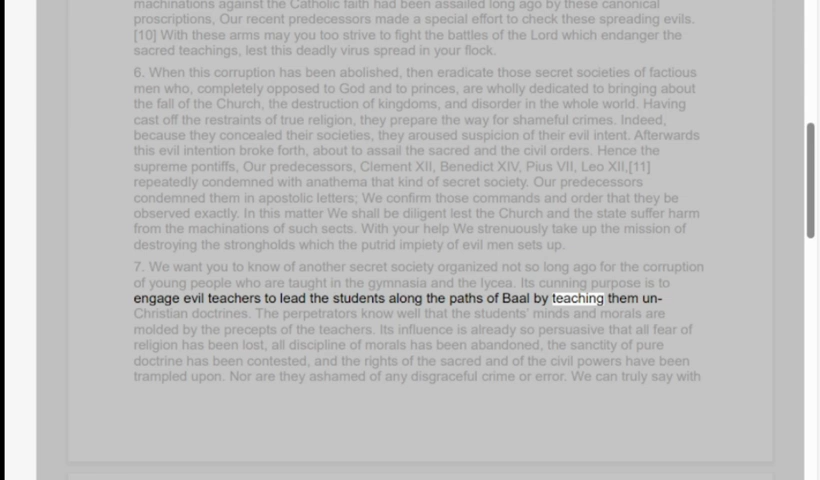 machinations against the Catholic faith had been assailed long ago by these canonical
proscriptions, Our recent predecessors made a special effort to check these spreading evils.
[10] With these arms may you too strive to fight the battles of the Lord which endanger the
sacred teachings, lest this deadly virus spread in your flock.
6. When this corruption has been abolished, then eradicate those secret societies of factious
men who, completely opposed to God and to princes, are wholly dedicated to bringing about
the fall of the Church, the destruction of kingdoms, and disorder in the whole world. Having
cast off the restraints of true religion, they prepare the way for shameful crimes. Indeed,
because they concealed their societies, they aroused suspicion of their evil intent. Afterwards
this evil intention broke forth, about to assail the sacred and the civil orders. Hence the
supreme pontiffs, Our predecessors, Clement XII, Benedict XIV, Pius VII, Leo XII,[11]
repeatedly condemned with anathema that kind of secret society. Our predecessors
condemned them in apostolic letters; We confirm those commands and order that they be
observed exactly. In this matter We shall be diligent lest the Church and the state suffer harm
from the machinations of such sects. With your help We strenuously take up the mission of
destroying the strongholds which the putrid impiety of evil men sets up.
7. We want you to know of another secret society organized not so long ago for the corruption
of young people who are taught in the gymnasia and the lycea. Its cunning purpose is to
engage evil teachers to lead the students along the paths of Baal by teaching them un-
Christian doctrines. The perpetrators know well that the students' minds and morals are
molded by the precepts of the teachers. Its influence is already so persuasive that all fear of
religion has been lost, all discipline of morals has been abandoned, the sanctity of pure
doctrine has been contested, and the rights of the sacred and of the civil powers have been
trampled upon. Nor are they ashamed of any disgraceful crime or error. We can truly say with